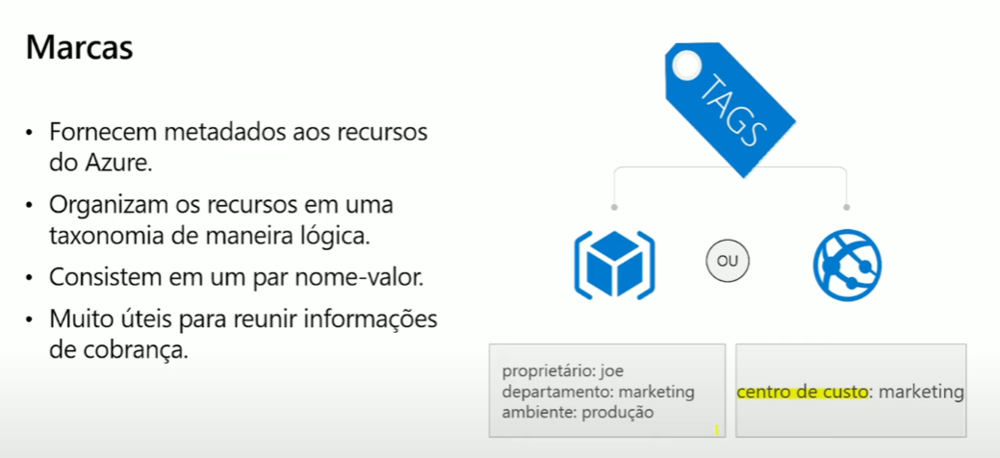 Marcas
• Fornecem metadados aos recursos
do Azure.
• Organizam os recursos em uma
taxonomia de maneira lógica.
• Consistem em um par nome-valor.
• Muito úteis para reunir informações
de cobrança.
TAGS
OU
proprietário: joe
departamento: marketing
ambiente: produção
centro de custo: marketing